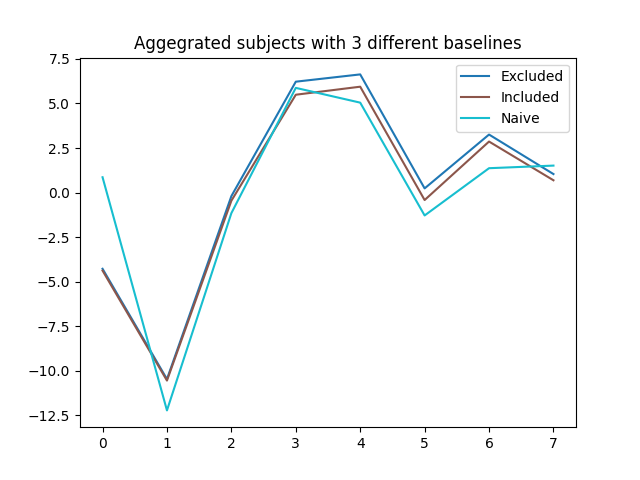 Aggegrated subjects with 3 different baselines
7.5
5.0
2.5
0.0
−2.5
−5.0
−7.5
−10.0
−12.5
Excluded
Included
Naive
0 1 2 3 4 5 6 7